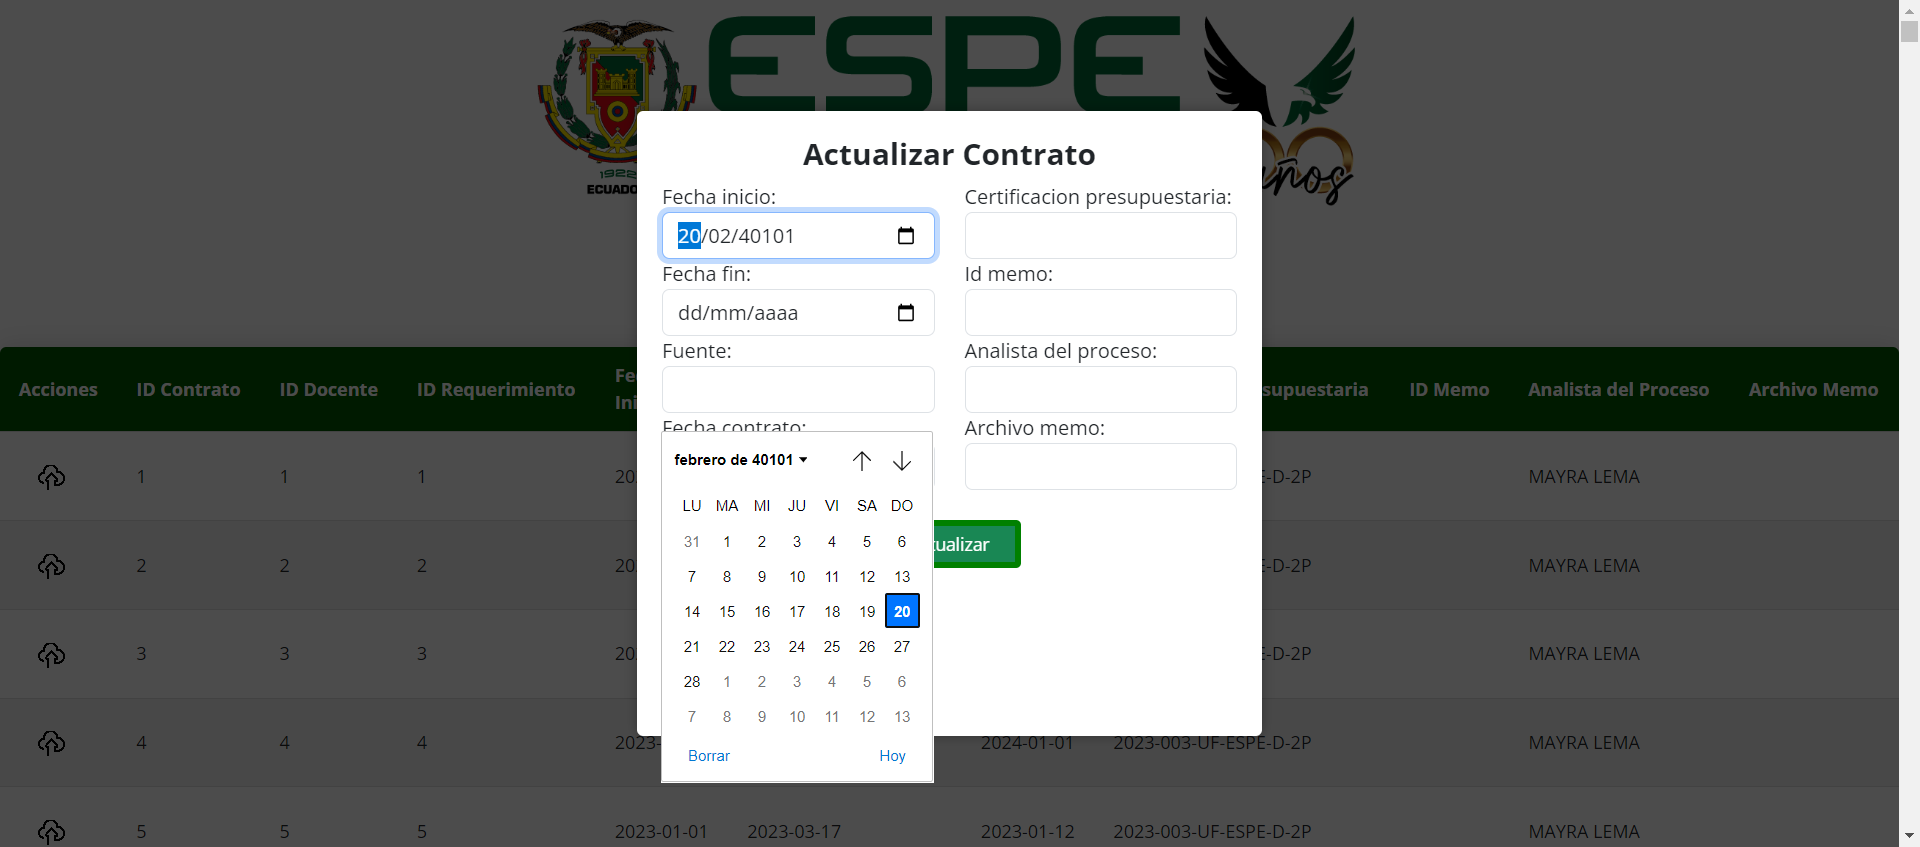 ESPE
1922
ECUADO
años
Actualizar Contrato
Fecha inicio:
20/02/40101
Certificacion presupuestaria:
Fecha fin:
dd/mm/aaaa
Id memo:
Fuente:
Analista del proceso:
Fecha contrato:
Archivo memo:
tualizar
febrero de 40101
LU MA MI JU VI SA DO
31 1 2 3 4 5 6
7 8 9 10 11 12 13
14 15 16 17 18 19 20
21 22 23 24 25 26 27
28 1 2 3 4 5 6
7 8 9 10 11 12 13
Borrar Hoy
Acciones ID Contrato ID Docente ID Requerimiento Fe
Ini
supuestaria ID Memo Analista del Proceso Archivo Memo
1 1 1 20 E-D-2P MAYRA LEMA
2 2 2 20 E-D-2P MAYRA LEMA
3 3 3 20 E-D-2P MAYRA LEMA
4 4 4 2023- 2024-01-01 2023-003-UF-ESPE-D-2P MAYRA LEMA
5 5 5 2023-01-01 2023-03-17 2023-01-12 2023-003-UF-ESPE-D-2P MAYRA LEMA